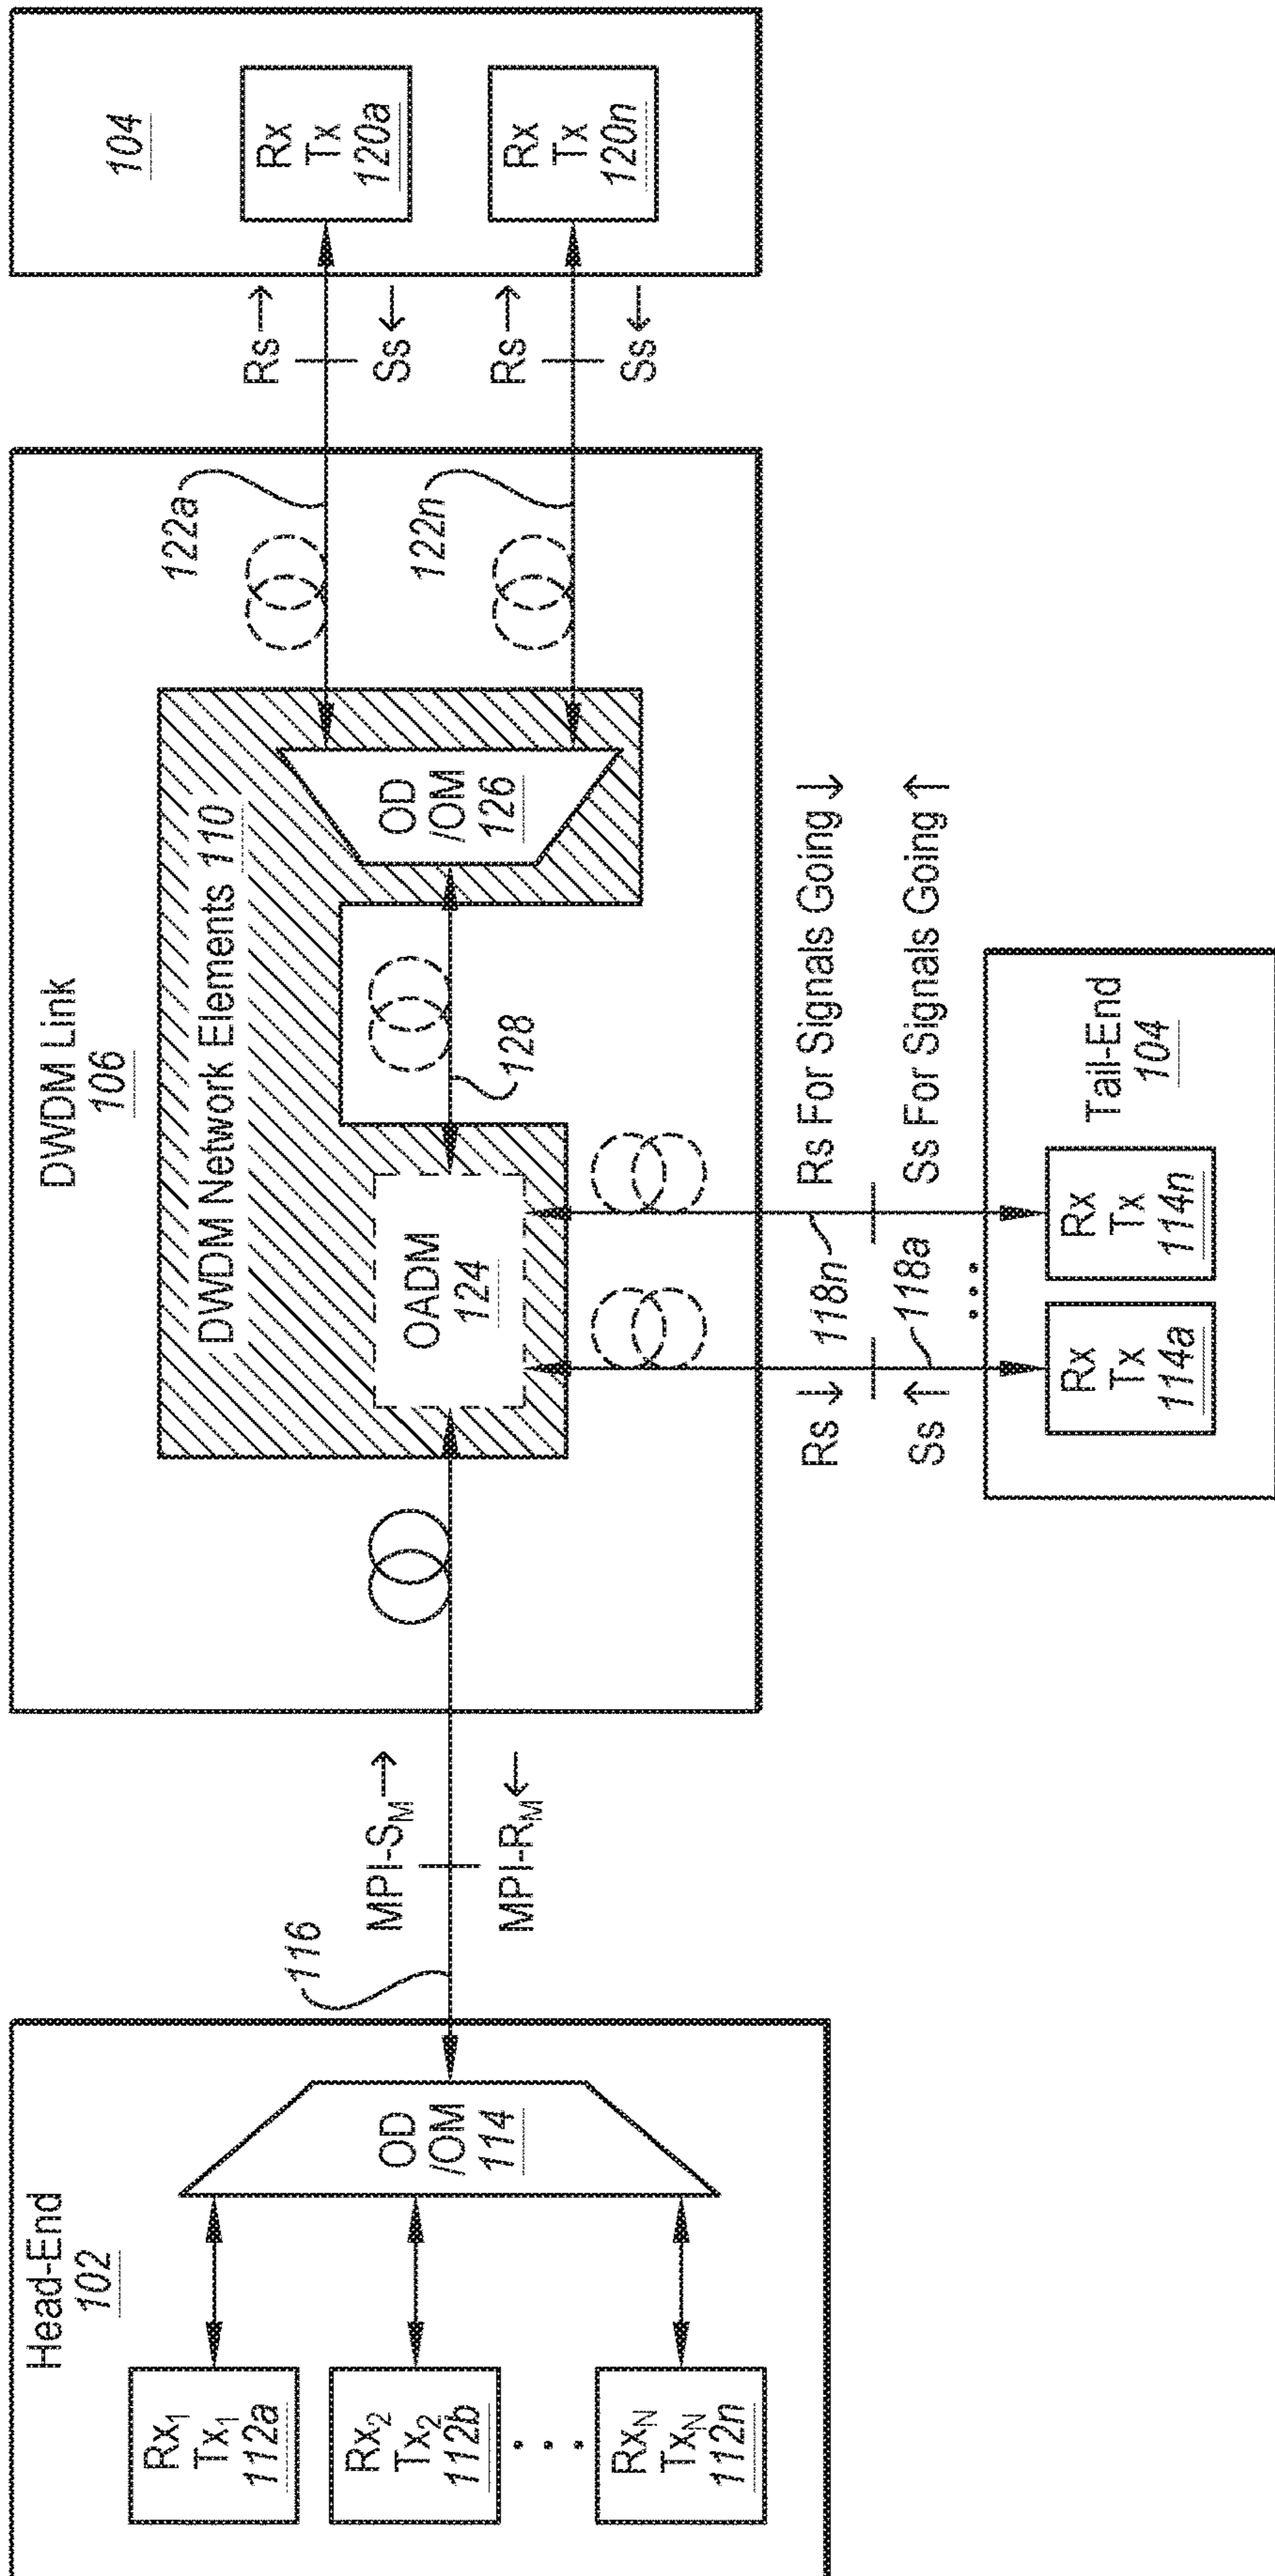 Head-End
102
Rx1
Tx1
112a
Rx2
Tx2
112b
• • •
RxN
TxN
112n
OD
/OM
114
116
MPI-SM →
MPI-RM ←
DWDM Link
106
DWDM Network Elements 110
OADM
124
128
OD
/OM
126
122a
122n
Rs →
Ss ←
Rs →
Ss ←
104
Rx
Tx
120a
Rx
Tx
120n
Rs ↓
Ss ↑
118n
118a
Rs For Signals Going ↓
Ss For Signals Going ↑
• • •
Rx
Tx
114a
Rx
Tx
114n
Tail-End
104